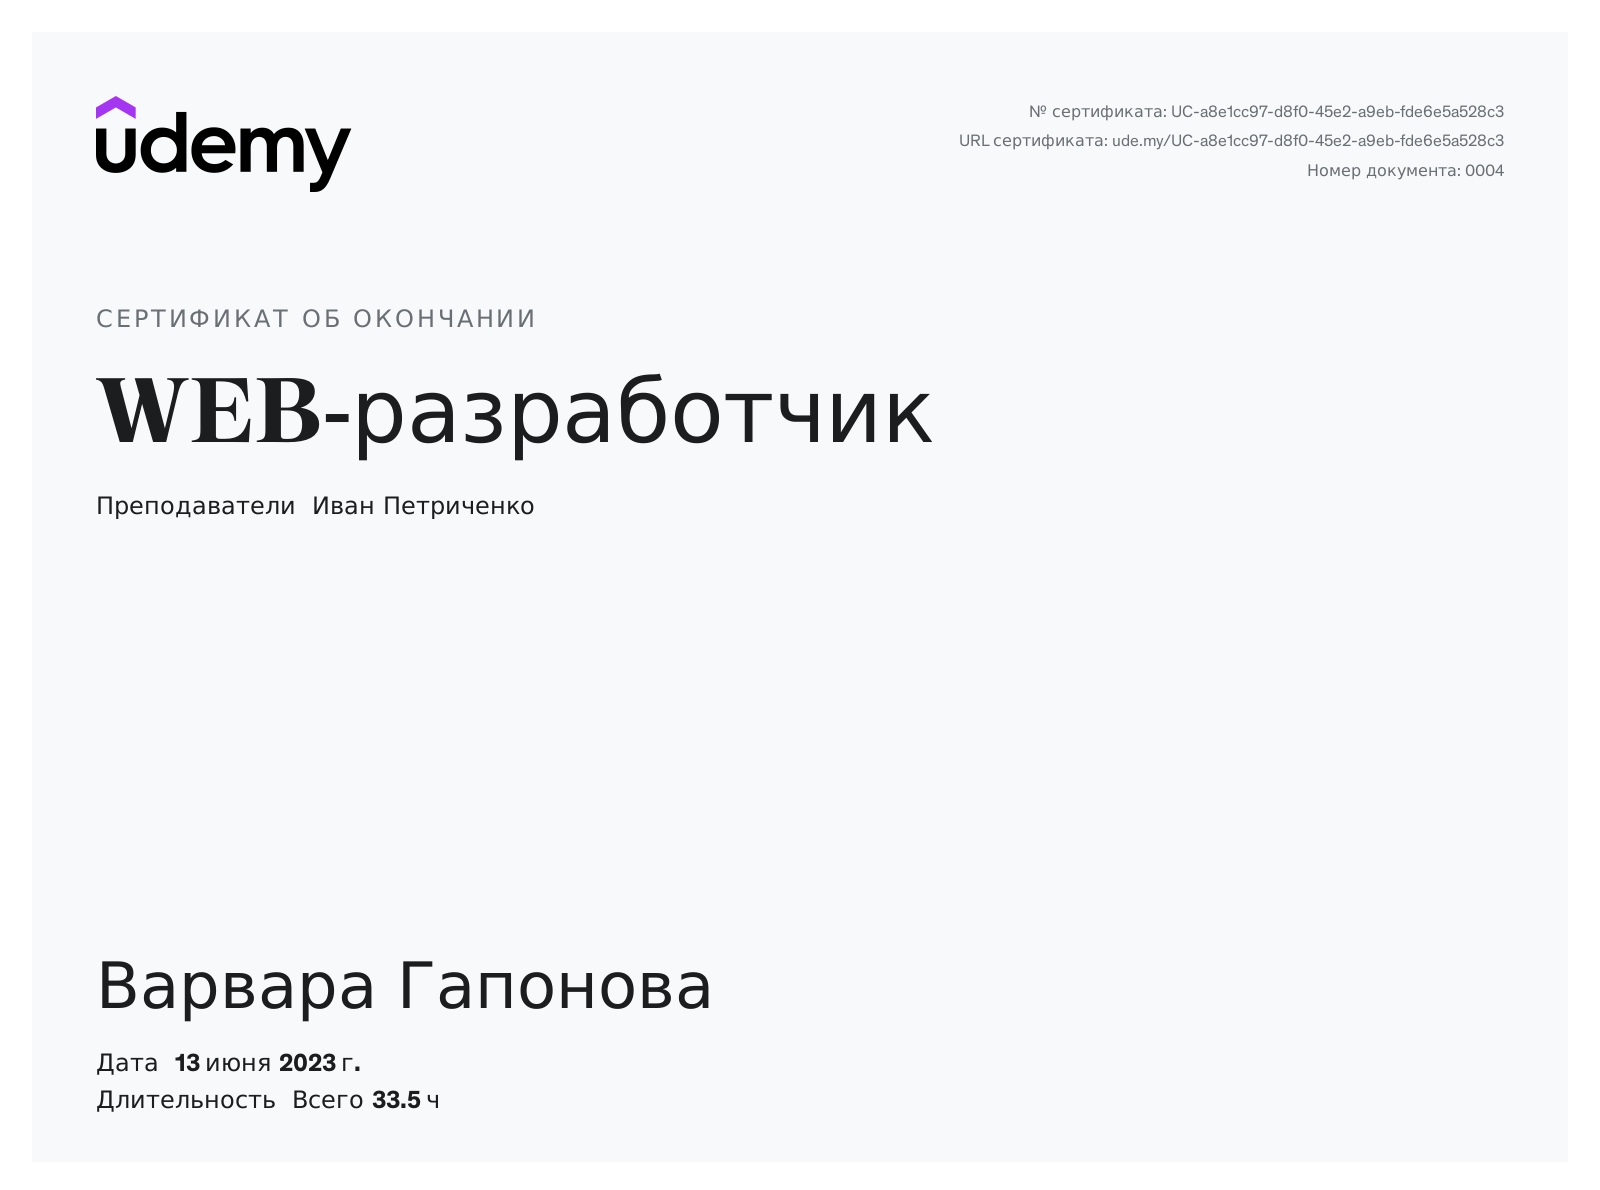 udemy
№ сертификата: UC-a8e1cc97-d8f0-45e2-a9eb-fde6e5a528c3
URL сертификата: ude.my/UC-a8e1cc97-d8f0-45e2-a9eb-fde6e5a528c3
Номер документа: 0004
СЕРТИФИКАТ ОБ ОКОНЧАНИИ
WEB-разработчик
Преподаватели Иван Петриченко
Варвара Гапонова
Дата 13 июня 2023 г.
Длительность Всего 33.5 ч